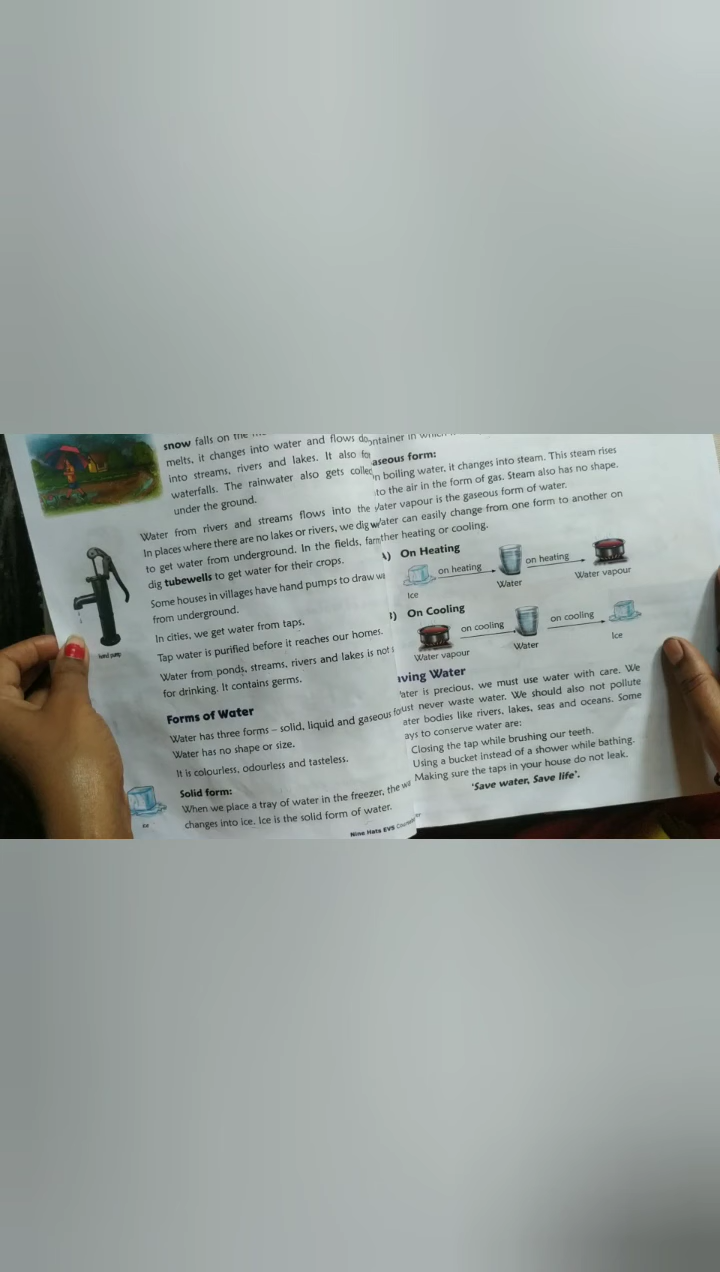 snow falls on the
melts, it changes into water and flows do
into streams, rivers and lakes. It also fo
waterfalls. The rainwater also gets collec
under the ground.
Water from rivers and streams flows into the
In places where there are no lakes or rivers, we dig w
to get water from underground. In the fields, farm
dig tubewells to get water for their crops.
Some houses in villages have hand pumps to draw wa
from underground.
In cities, we get water from taps.
Tap water is purified before it reaches our homes.
Water from ponds, streams, rivers and lakes is not s
for drinking. It contains germs.
hand pump
Forms of Water
Water has three forms – solid, liquid and gaseous fo
Water has no shape or size.
It is colourless, odourless and tasteless.
Solid form:
When we place a tray of water in the freezer, the wa
changes into ice. Ice is the solid form of water.
Ice
Nine Hats EVS
ontainer in
aseous form:
n boiling water, it changes into steam. This steam rises
to the air in the form of gas. Steam also has no shape.
ater vapour is the gaseous form of water.
ater can easily change from one form to another on
ther heating or cooling.
A) On Heating
on heating on heating
Ice Water Water vapour
B) On Cooling
on cooling on cooling
Water vapour Water Ice
aving Water
ater is precious, we must use water with care. We
ust never waste water. We should also not pollute
ater bodies like rivers, lakes, seas and oceans. Some
ays to conserve water are:
Closing the tap while brushing our teeth.
Using a bucket instead of a shower while bathing.
Making sure the taps in your house do not leak.
'Save water, Save life'.